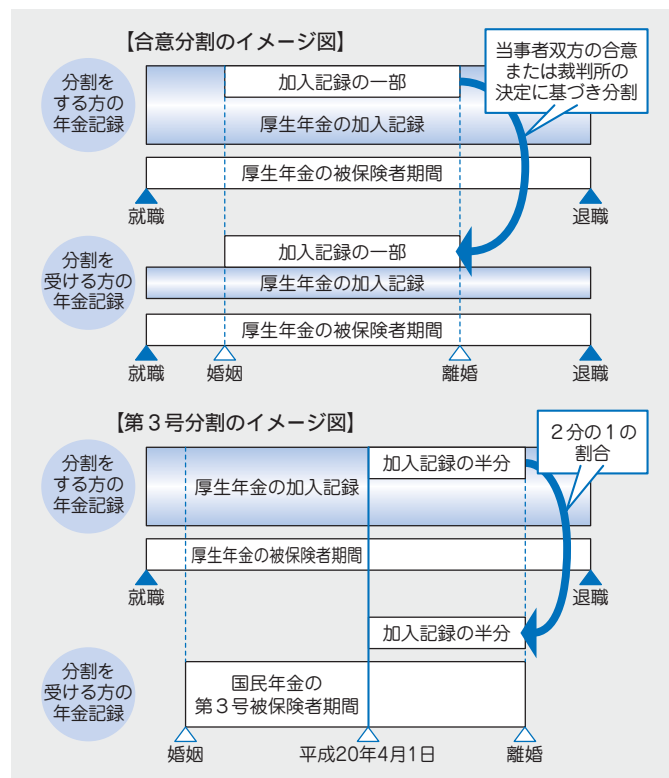 【合意分割のイメージ図】
分割を
する方の
年金記録
加入記録の一部
厚生年金の加入記録
当事者双方の合意
または裁判所の
決定に基づき分割
厚生年金の被保険者期間
就職
退職
分割を
受ける方の
年金記録
加入記録の一部
厚生年金の加入記録
厚生年金の被保険者期間
就職
婚姻
離婚
退職
【第３号分割のイメージ図】
分割を
する方の
年金記録
加入記録の半分
厚生年金の加入記録
２分の１の
割合
厚生年金の被保険者期間
就職
退職
加入記録の半分
分割を
受ける方の
年金記録
国民年金の
第３号被保険者期間
婚姻
平成20年4月1日
離婚